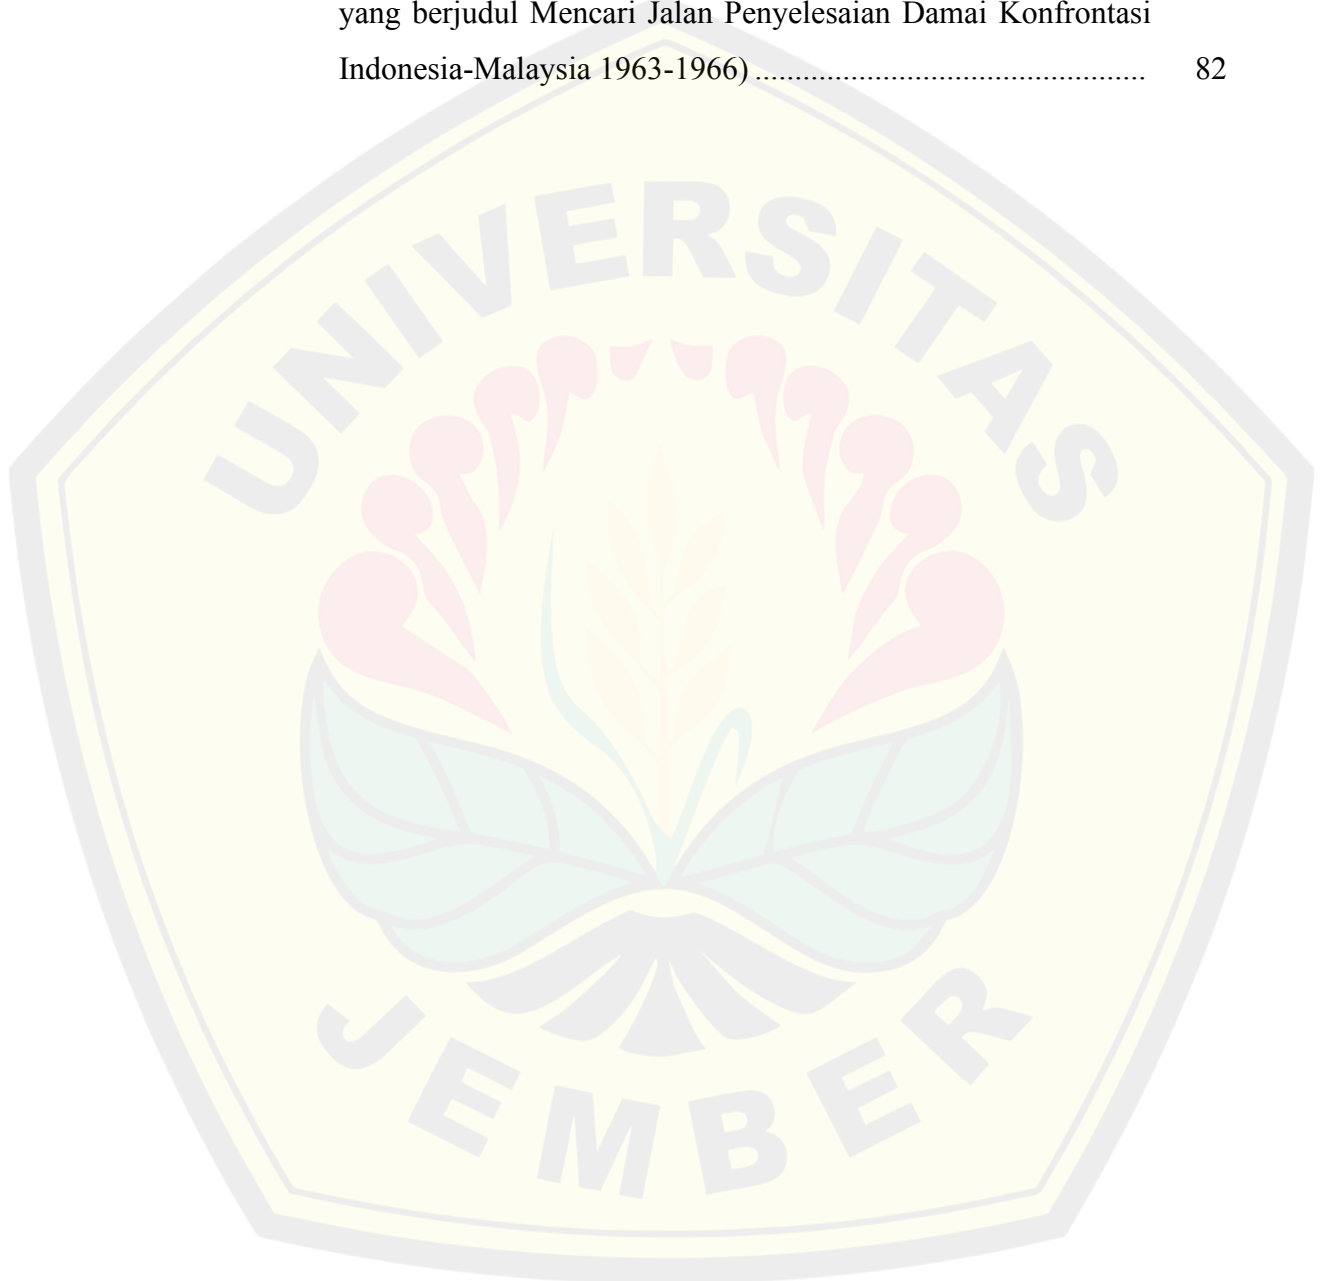 yang berjudul Mencari Jalan Penyelesaian Damai Konfrontasi
Indonesia-Malaysia 1963-1966) ................................................ 82
UNIVERSITAS
JEMBER